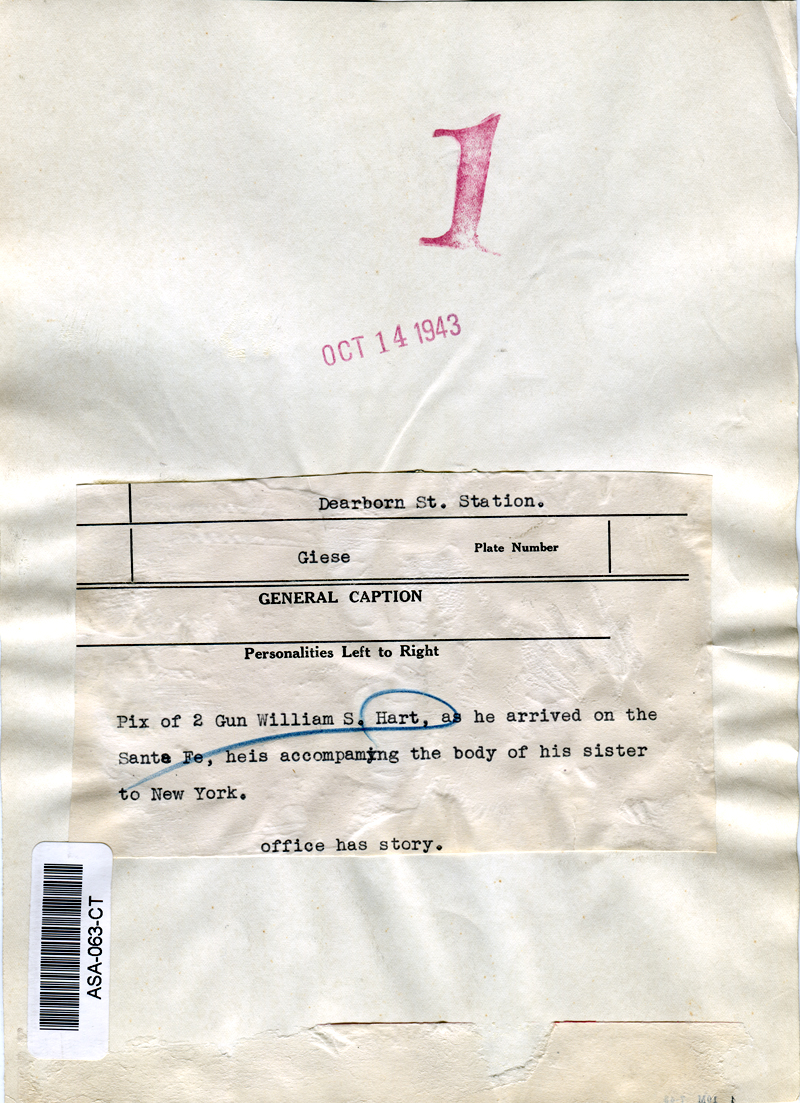 1
OCT 14 1943
Dearborn St. Station.
Giese
Plate Number
GENERAL CAPTION
Personalities Left to Right
Pix of 2 Gun William S. Hart, as he arrived on the
Santa Fe, heis accompamyng the body of his sister
to New York.
office has story.
ASA-063-CT